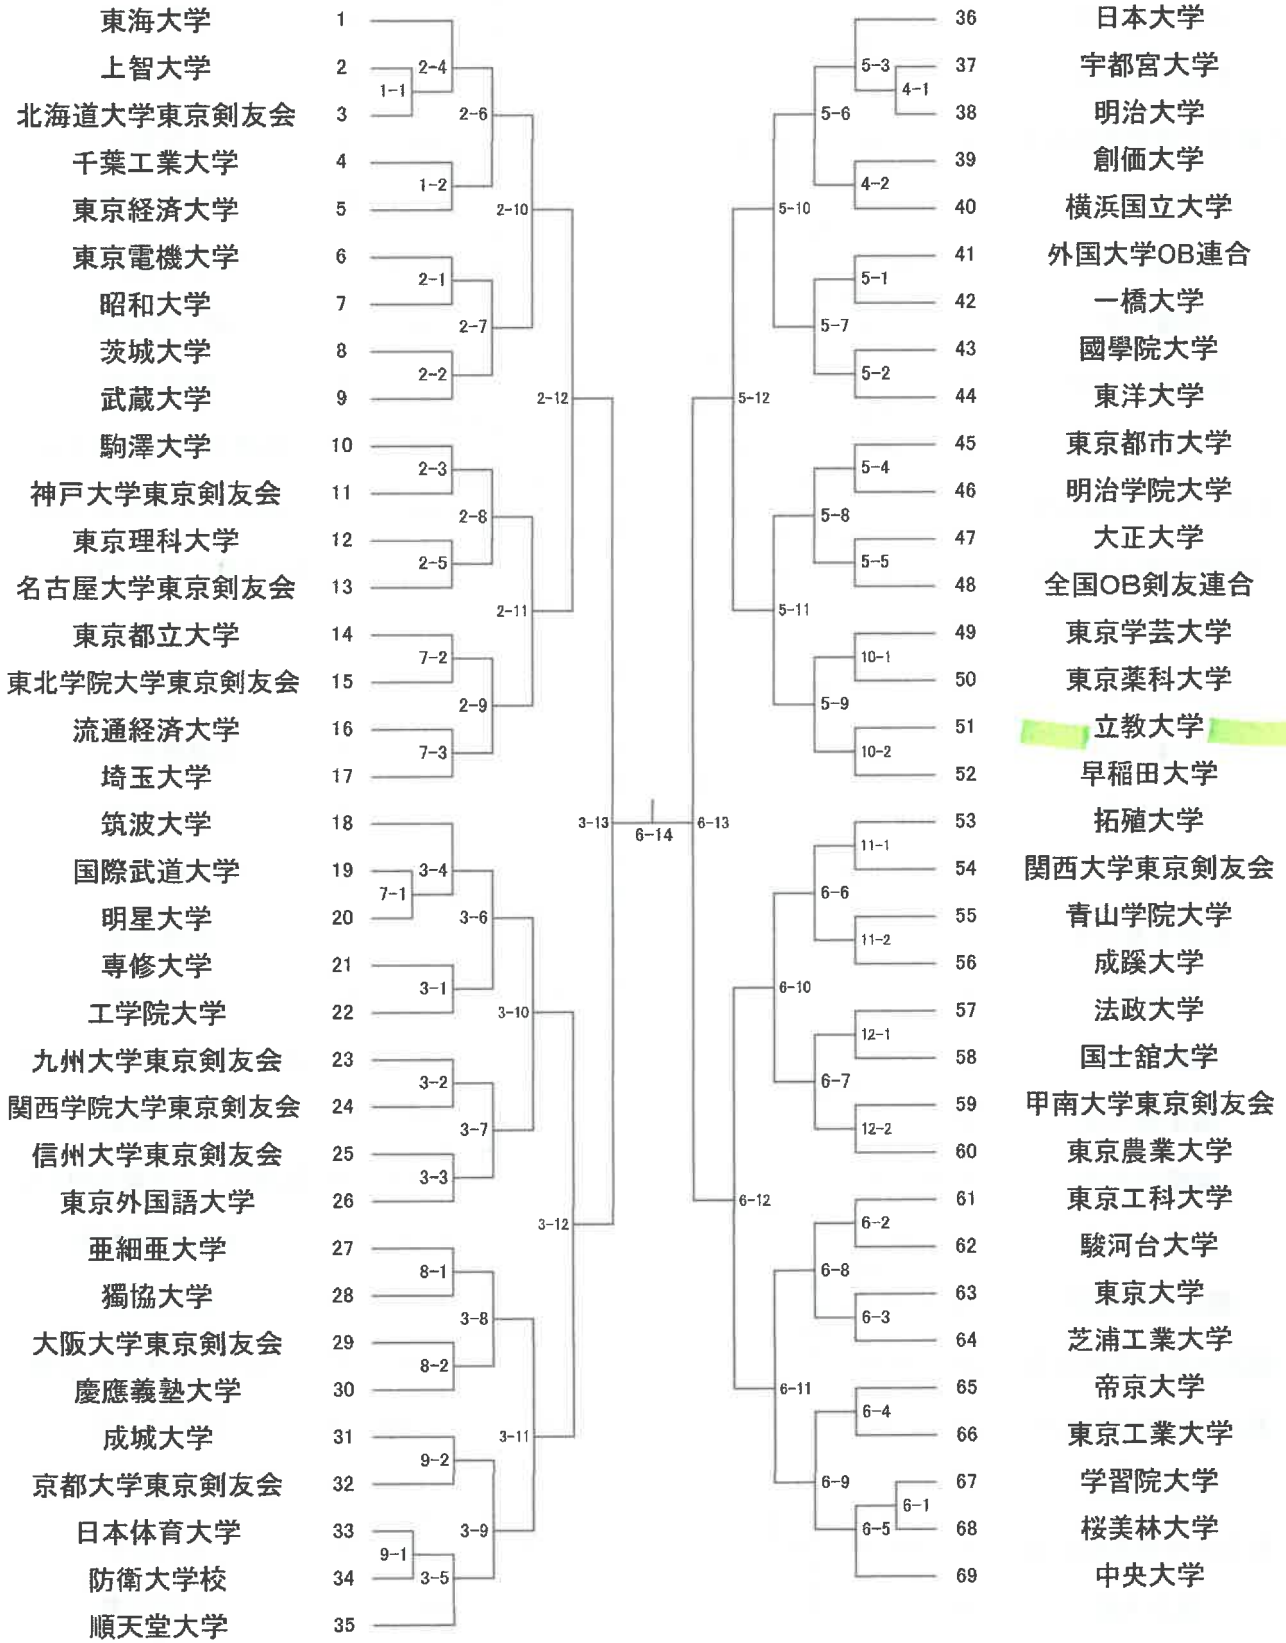 東海大学 1
上智大学 2
北海道大学東京剣友会 3
千葉工業大学 4
東京経済大学 5
東京電機大学 6
昭和大学 7
茨城大学 8
武蔵大学 9
駒澤大学 10
神戸大学東京剣友会 11
東京理科大学 12
名古屋大学東京剣友会 13
東京都立大学 14
東北学院大学東京剣友会 15
流通経済大学 16
埼玉大学 17
筑波大学 18
国際武道大学 19
明星大学 20
専修大学 21
工学院大学 22
九州大学東京剣友会 23
関西学院大学東京剣友会 24
信州大学東京剣友会 25
東京外国語大学 26
亜細亜大学 27
獨協大学 28
大阪大学東京剣友会 29
慶應義塾大学 30
成城大学 31
京都大学東京剣友会 32
日本体育大学 33
防衛大学校 34
順天堂大学 35
1-1
7-1
9-1
2-4
1-2
2-1
2-2
2-3
2-5
7-2
7-3
3-4
3-1
3-2
3-3
8-1
8-2
9-2
3-5
2-6
2-7
2-8
2-9
3-6
3-7
3-8
3-9
2-10
2-11
3-10
3-11
2-12
3-12
3-13
6-14
6-13
5-12
6-12
5-10
5-11
6-10
6-11
5-6
5-7
5-8
5-9
6-6
6-7
6-8
6-9
5-3
4-2
5-1
5-2
5-4
5-5
10-1
10-2
11-1
11-2
12-1
12-2
6-2
6-3
6-4
6-5
4-1
6-1
36 日本大学
37 宇都宮大学
38 明治大学
39 創価大学
40 横浜国立大学
41 外国大学OB連合
42 一橋大学
43 國學院大学
44 東洋大学
45 東京都市大学
46 明治学院大学
47 大正大学
48 全国OB剣友連合
49 東京学芸大学
50 東京薬科大学
51 立教大学
52 早稲田大学
53 拓殖大学
54 関西大学東京剣友会
55 青山学院大学
56 成蹊大学
57 法政大学
58 国士舘大学
59 甲南大学東京剣友会
60 東京農業大学
61 東京工科大学
62 駿河台大学
63 東京大学
64 芝浦工業大学
65 帝京大学
66 東京工業大学
67 学習院大学
68 桜美林大学
69 中央大学